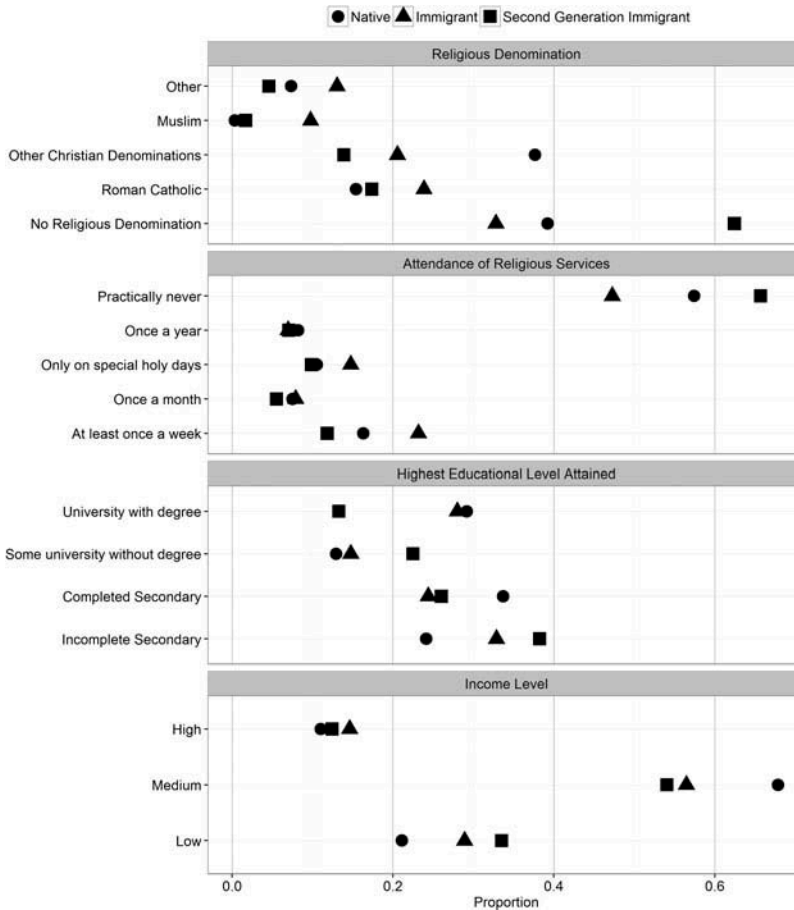 Native Immigrant Second Generation Immigrant
Religious Denomination
Other
Muslim
Other Christian Denominations
Roman Catholic
No Religious Denomination
Attendance of Religious Services
Practically never
Once a year
Only on special holy days
Once a month
At least once a week
Highest Educational Level Attained
University with degree
Some university without degree
Completed Secondary
Incomplete Secondary
Income Level
High
Medium
Low
0.0 0.2 0.4 0.6
Proportion